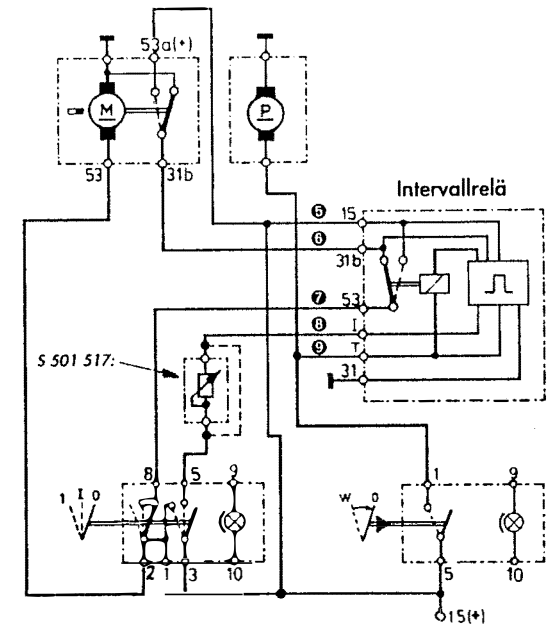 53a(+)
M
P
53
31b
Intervallrelä
5 15
6 31b
7 53
8 I
9 T
31
S 501 517:
8 5 9
1 I 0
2 1 3 10
1 9
W 0
5 10
15(+)